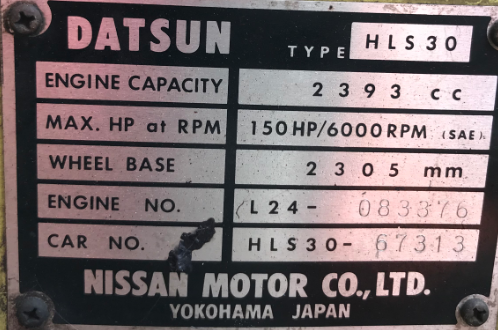 DATSUN TYPE HLS30
ENGINE CAPACITY 2393 cc
MAX. HP at RPM 150HP/6000RPM (SAE)
WHEEL BASE 2305 mm
ENGINE NO. L24- 083376
CAR NO. HLS30- 67313
NISSAN MOTOR CO., LTD.
YOKOHAMA JAPAN